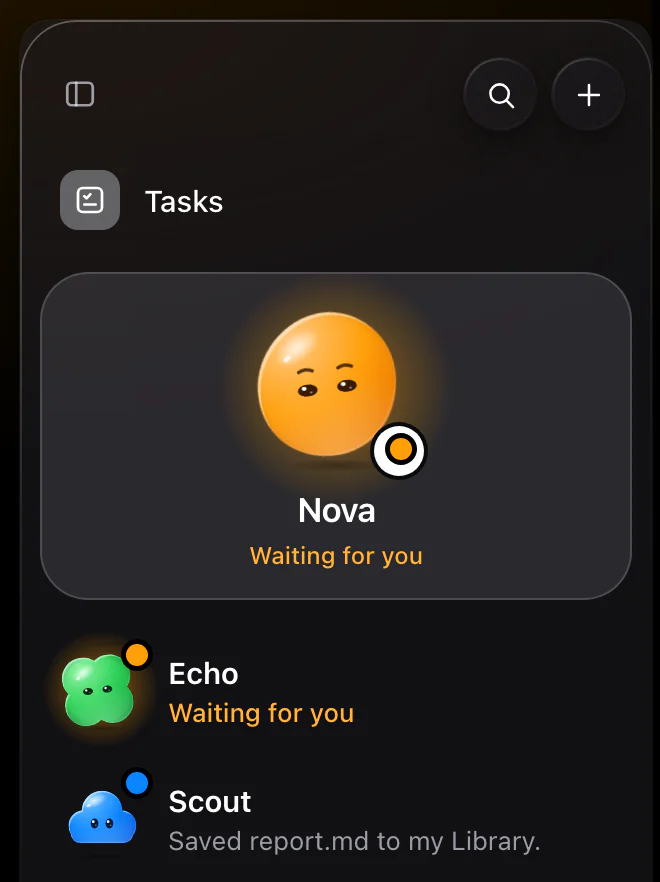 Tasks
Nova
Waiting for you
Echo
Waiting for you
Scout
Saved report.md to my Library.